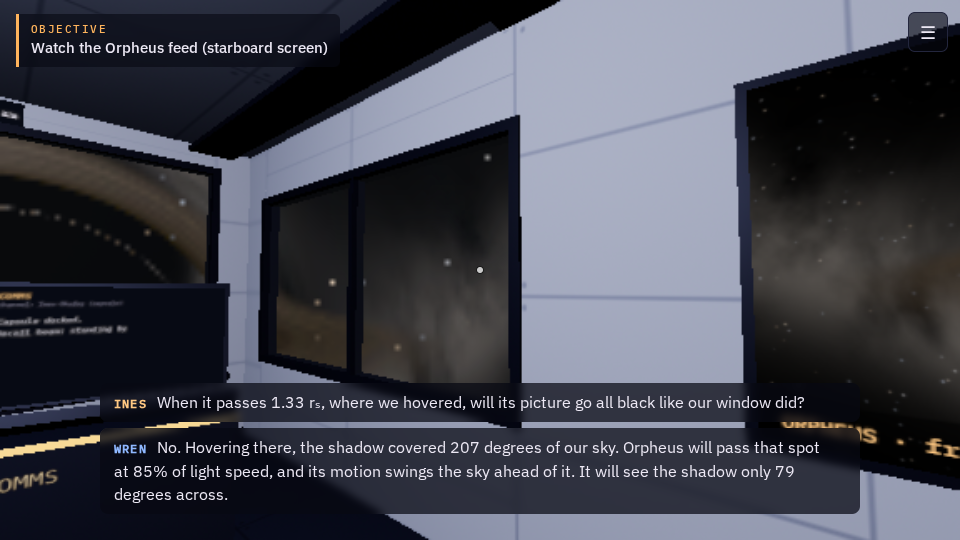 OBJECTIVE
Watch the Orpheus feed (starboard screen)
☰
COMMS
Capsule docked.
COMMS
ORPHEUS · fr
INES When it passes 1.33 rₛ, where we hovered, will its picture go all black like our window did?
WREN No. Hovering there, the shadow covered 207 degrees of our sky. Orpheus will pass that spot
at 85% of light speed, and its motion swings the sky ahead of it. It will see the shadow only 79
degrees across.